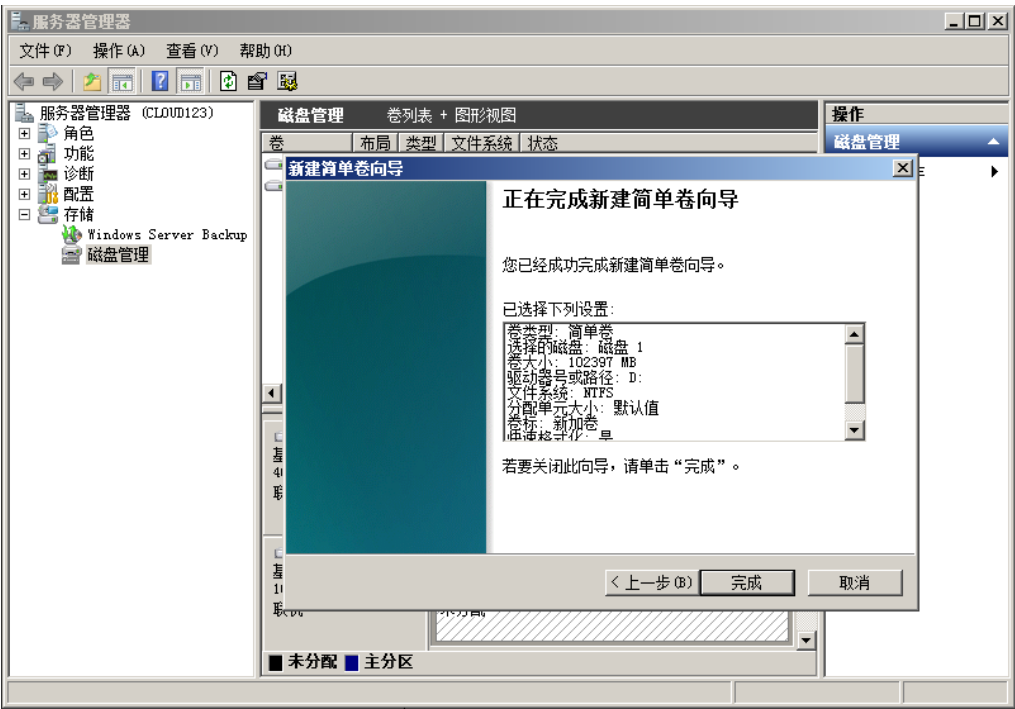 服务器管理器
文件(F) 操作(A) 查看(V) 帮助(H)
服务器管理器 (CLOUD123)
角色
功能
诊断
配置
存储
Windows Server Backup
磁盘管理
磁盘管理 卷列表 + 图形视图
卷 布局 类型 文件系统 状态
操作
磁盘管理
新建简单卷向导
正在完成新建简单卷向导
您已经成功完成新建简单卷向导。
已选择下列设置:
卷类型: 简单卷
选择的磁盘: 磁盘 1
卷大小: 102397 MB
驱动器号或路径: D:
文件系统: NTFS
分配单元大小: 默认值
卷标: 新加卷
快速格式化: 是
若要关闭此向导，请单击“完成”。
<上一步(B) 完成 取消
未分配 主分区